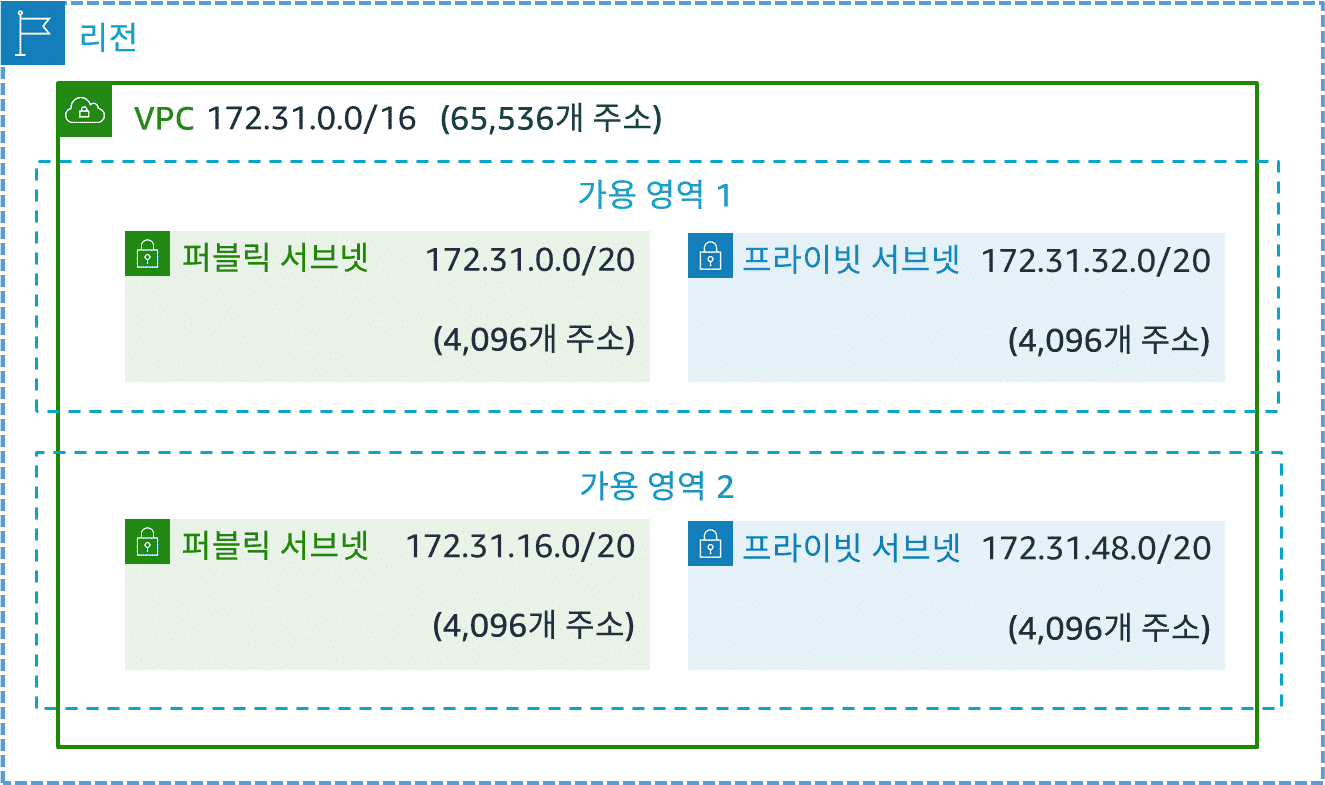 리전
VPC 172.31.0.0/16 (65,536개 주소)
가용 영역 1
퍼블릭 서브넷 172.31.0.0/20
(4,096개 주소)
프라이빗 서브넷 172.31.32.0/20
(4,096개 주소)
가용 영역 2
퍼블릭 서브넷 172.31.16.0/20
(4,096개 주소)
프라이빗 서브넷 172.31.48.0/20
(4,096개 주소)